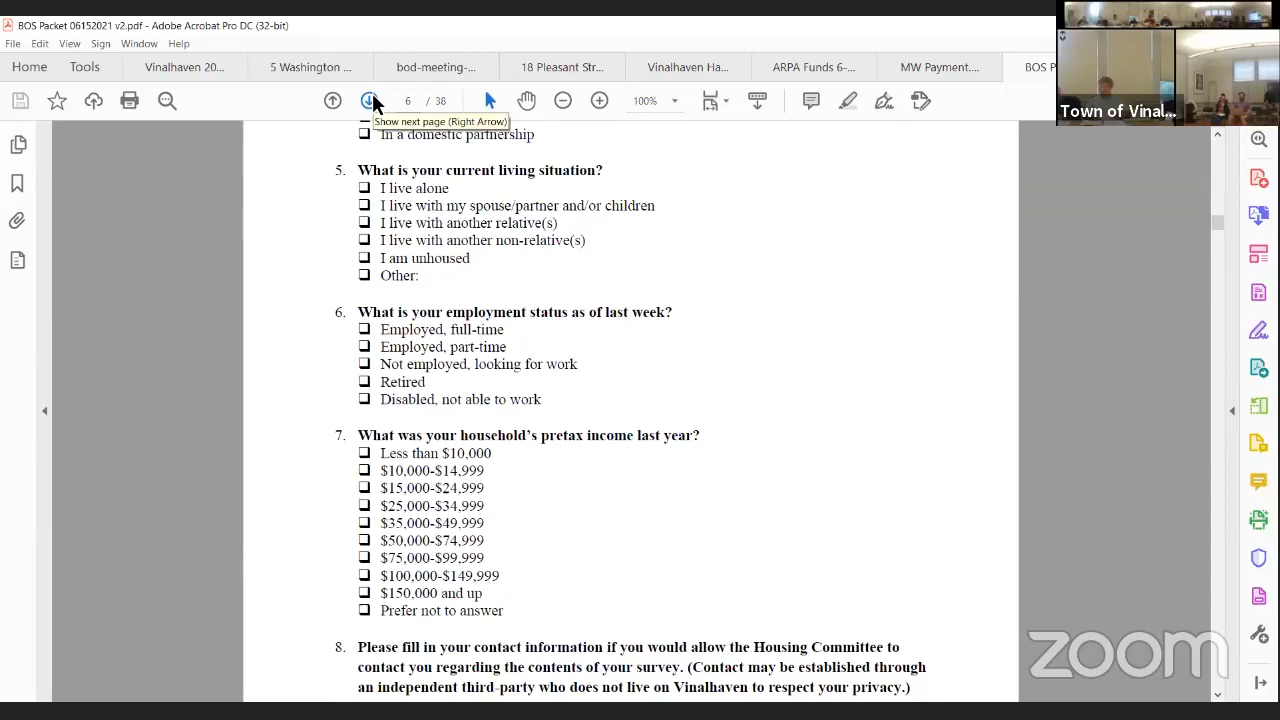 BOS Packet 06152021 v2.pdf - Adobe Acrobat Pro DC (32-bit)
File Edit View Sign Window Help
Home Tools Vinalhaven 20... 5 Washington ... bod-meeting-... 18 Pleasant Str... Vinalhaven Ha... ARPA Funds 6-... MW Payment.... BOS P
6 / 38 100%
Show next page (Right Arrow)
Town of Vinal...
In a domestic partnership
5. What is your current living situation?
I live alone
I live with my spouse/partner and/or children
I live with another relative(s)
I live with another non-relative(s)
I am unhoused
Other:
6. What is your employment status as of last week?
Employed, full-time
Employed, part-time
Not employed, looking for work
Retired
Disabled, not able to work
7. What was your household's pretax income last year?
Less than $10,000
$10,000-$14,999
$15,000-$24,999
$25,000-$34,999
$35,000-$49,999
$50,000-$74,999
$75,000-$99,999
$100,000-$149,999
$150,000 and up
Prefer not to answer
8. Please fill in your contact information if you would allow the Housing Committee to
contact you regarding the contents of your survey. (Contact may be established through
an independent third-party who does not live on Vinalhaven to respect your privacy.)
zoom